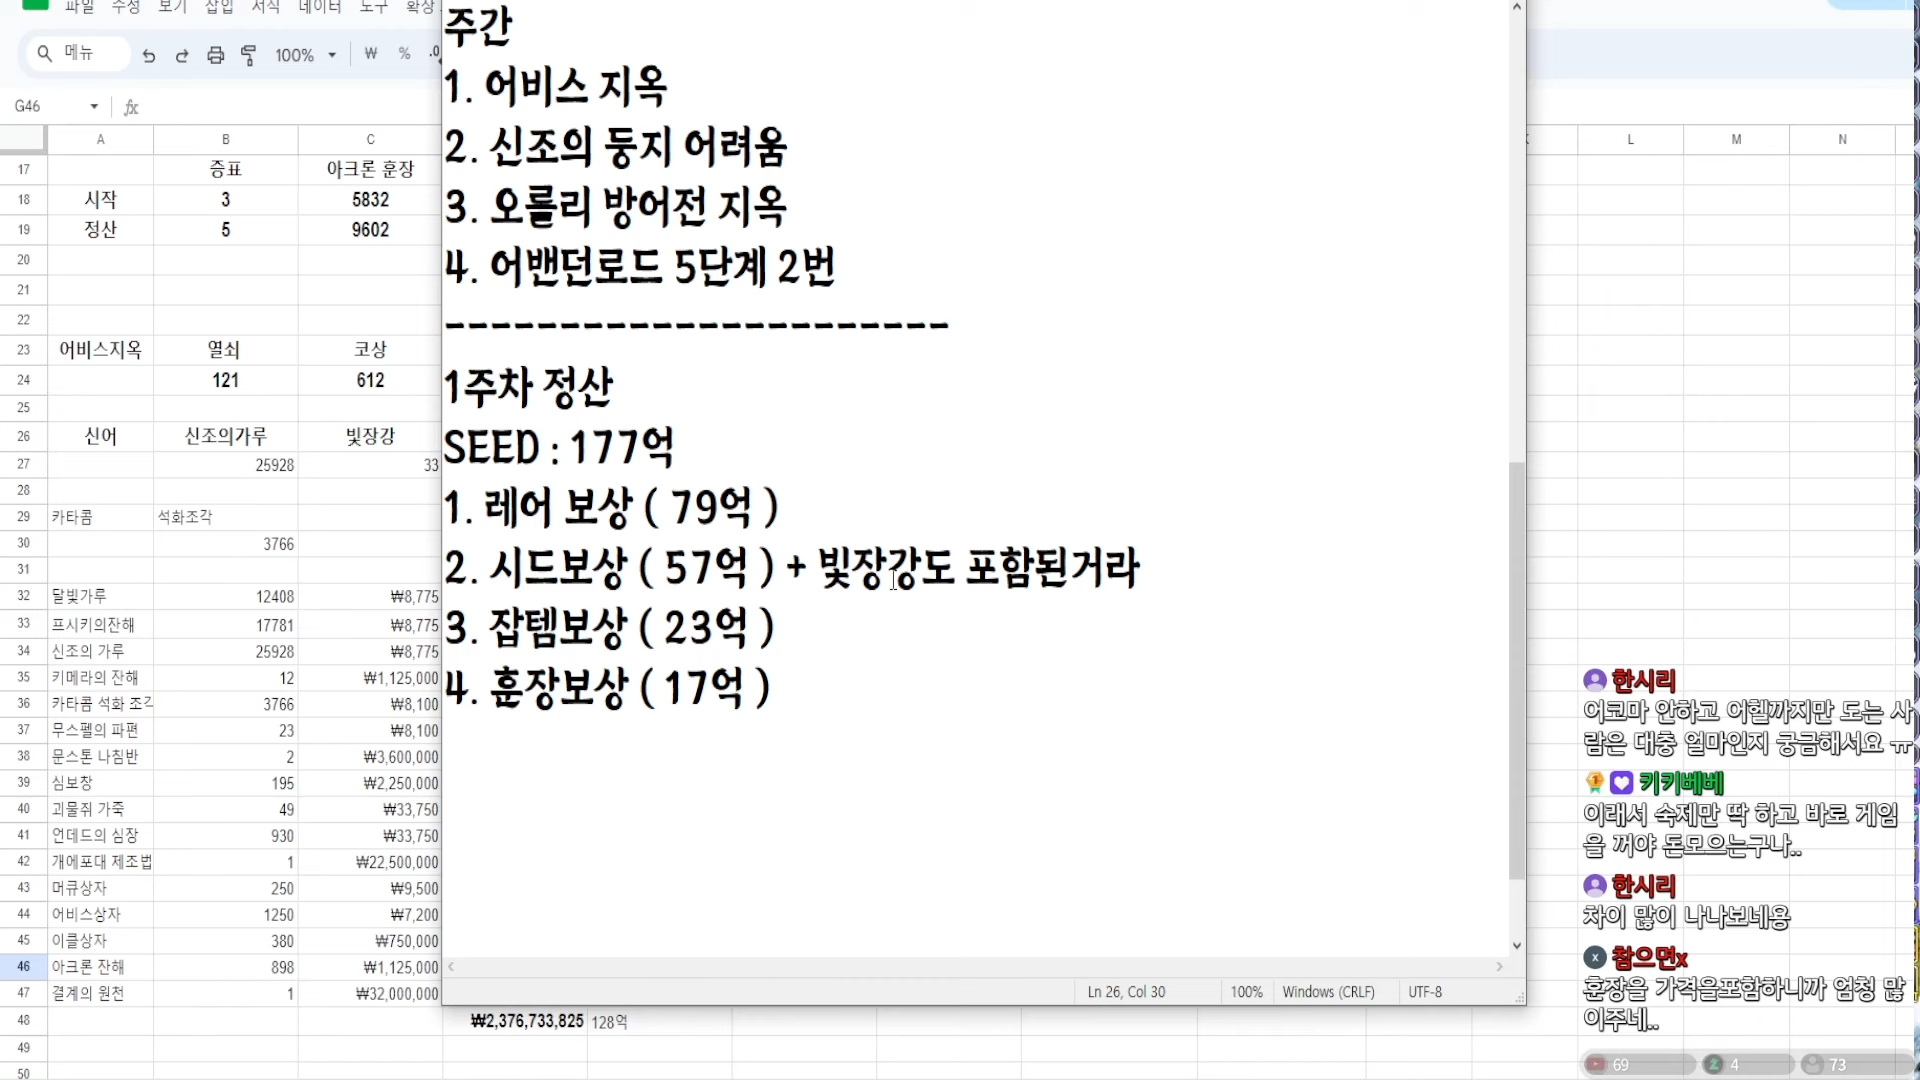 파일 수정 보기 삽입 서식 데이터 도구 확장
메뉴 100% ₩ % .0
G46 fx
A B C L M N
17 증표 아크론 훈장
18 시작 3 5832
19 정산 5 9602
20
21
22
23 어비스지옥 열쇠 코상
24 121 612
25
26 신어 신조의가루 빛장강
27 25928 33
28
29 카타콤 석화조각
30 3766
31
32 달빛가루 12408 ₩8,775
33 프시키의잔해 17781 ₩8,775
34 신조의 가루 25928 ₩8,775
35 키메라의 잔해 12 ₩1,125,000
36 카타콤 석화 조각 3766 ₩8,100
37 무스펠의 파편 23 ₩8,100
38 문스톤 나침반 2 ₩3,600,000
39 심보창 195 ₩2,250,000
40 괴물쥐 가죽 49 ₩33,750
41 언데드의 심장 930 ₩33,750
42 개에포대 제조법 1 ₩22,500,000
43 머큐상자 250 ₩9,500
44 어비스상자 1250 ₩7,200
45 이클상자 380 ₩750,000
46 아크론 잔해 898 ₩1,125,000
47 결계의 원천 1 ₩32,000,000
48 ₩2,376,733,825 128억
49
50
주간
1. 어비스 지옥
2. 신조의 둥지 어려움
3. 오를리 방어전 지옥
4. 어밴던로드 5단계 2번
----------------------
1주차 정산
SEED : 177억
1. 레어 보상 ( 79억 )
2. 시드보상 ( 57억 ) + 빛장강도 포함된거라
3. 잡템보상 ( 23억 )
4. 훈장보상 ( 17억 )
Ln 26, Col 30 100% Windows (CRLF) UTF-8
한시리
어코마 안하고 어헬까지만 도는 사
람은 대충 얼마인지 궁금해서요 ㅠ
키키베베
이래서 숙제만 딱 하고 바로 게임
을 꺼야 돈모으는구나..
한시리
차이 많이 나나보네용
참으면x
훈장을 가격을포함하니까 엄청 많
이주네..
69 4 73